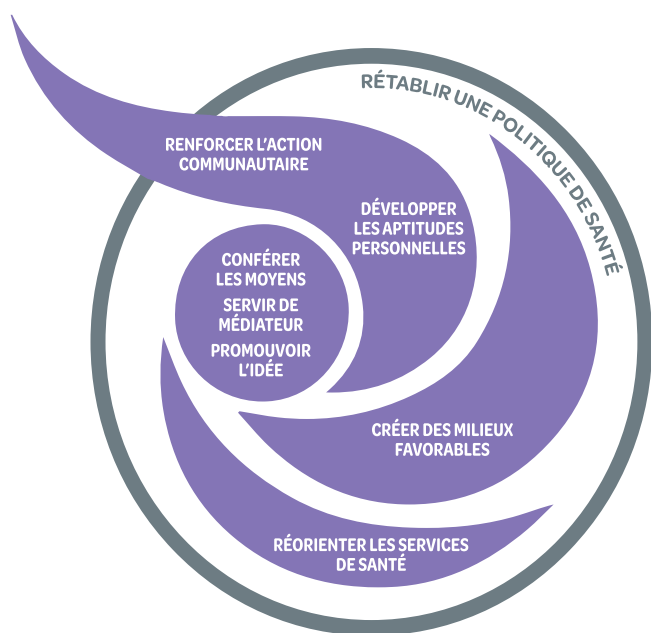 RÉTABLIR UNE POLITIQUE DE SANTÉ
RENFORCER L'ACTION
COMMUNAUTAIRE
DÉVELOPPER
LES APTITUDES
PERSONNELLES
CONFÉRER
LES MOYENS
SERVIR DE
MÉDIATEUR
PROMOUVOIR
L'IDÉE
CRÉER DES MILIEUX
FAVORABLES
RÉORIENTER LES SERVICES
DE SANTÉ